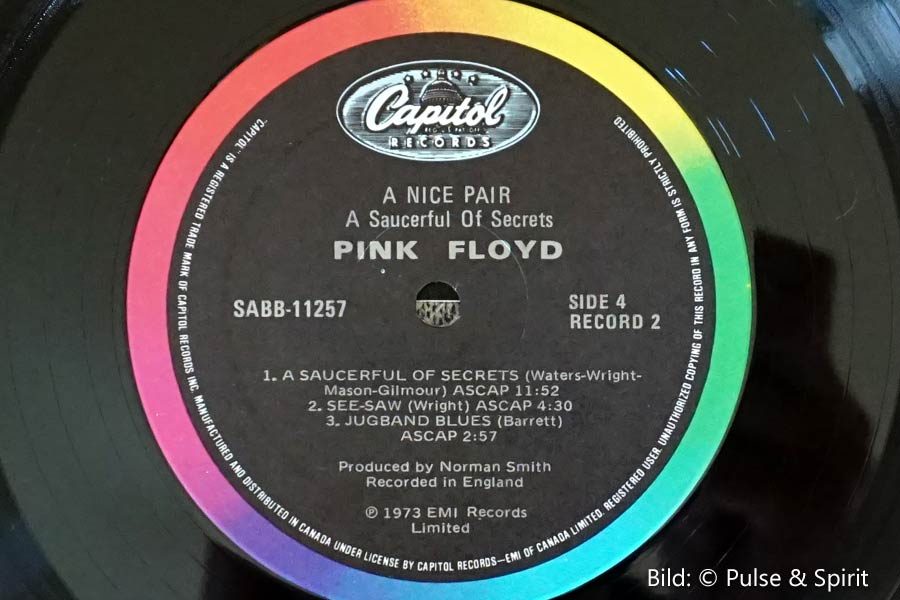 Capitol
REG. U.S. PAT. OFF.
RECORDS
A NICE PAIR
A Saucerful Of Secrets
PINK FLOYD
SABB-11257
SIDE 4
RECORD 2
1. A SAUCERFUL OF SECRETS (Waters-Wright-
Mason-Gilmour) ASCAP 11:52
2. SEE-SAW (Wright) ASCAP 4:30
3. JUGBAND BLUES (Barrett)
ASCAP 2:57
Produced by Norman Smith
Recorded in England
℗ 1973 EMI Records
Limited
"CAPITOL" IS A REGISTERED TRADE MARK OF CAPITOL RECORDS INC. MANUFACTURED AND DISTRIBUTED IN CANADA UNDER LICENSE BY CAPITOL RECORDS—EMI OF CANADA LIMITED. REGISTERED USER. UNAUTHORIZED COPYING OF THIS RECORD IN ANY FORM IS STRICTLY PROHIBITED
Bild: © Pulse & Spirit